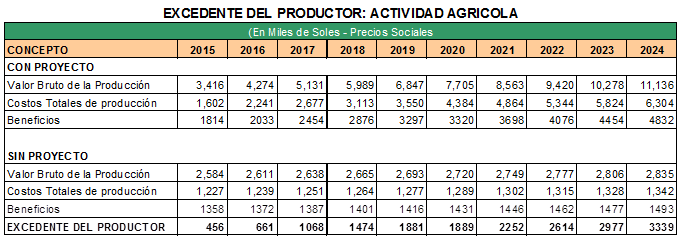 EXCEDENTE DEL PRODUCTOR: ACTIVIDAD AGRICOLA
(En Miles de Soles - Precios Sociales
CONCEPTO 2015 2016 2017 2018 2019 2020 2021 2022 2023 2024
CON PROYECTO
Valor Bruto de la Producción 3,416 4,274 5,131 5,989 6,847 7,705 8,563 9,420 10,278 11,136
Costos Totales de Producción 1,602 2,241 2,677 3,113 3,550 4,384 4,864 5,344 5,824 6,304
Beneficios 1814 2033 2454 2876 3297 3320 3698 4076 4454 4832
SIN PROYECTO
Valor Bruto de la Producción 2,584 2,611 2,638 2,665 2,693 2,720 2,749 2,777 2,806 2,835
Costos Totales de producción 1,227 1,239 1,251 1,264 1,277 1,289 1,302 1,315 1,328 1,342
Beneficios 1358 1372 1387 1401 1416 1431 1446 1462 1477 1493
EXCEDENTE DEL PRODUCTOR 456 661 1068 1474 1881 1889 2252 2614 2977 3339